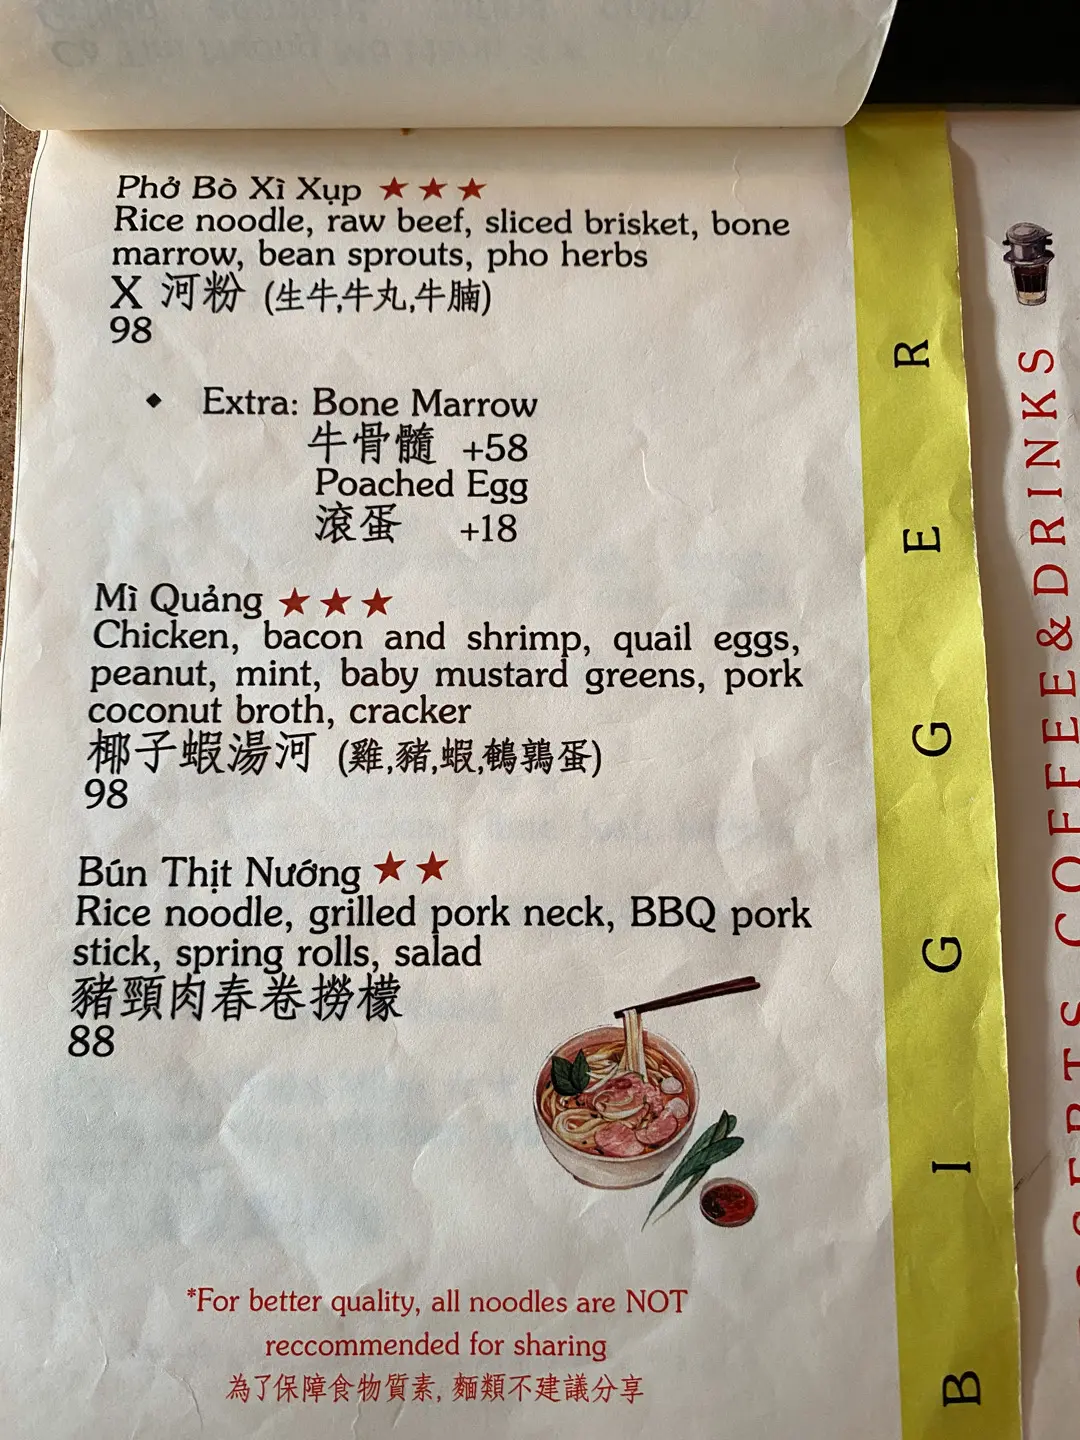 Phở Bò Xì Xụp ★ ★ ★
Rice noodle, raw beef, sliced brisket, bone
marrow, bean sprouts, pho herbs
X 河粉 (生牛,牛丸,牛腩)
98
◆ Extra: Bone Marrow
牛骨髓 +58
Poached Egg
滾蛋 +18
Mì Quảng ★ ★ ★
Chicken, bacon and shrimp, quail eggs,
peanut, mint, baby mustard greens, pork
coconut broth, cracker
椰子蝦湯河 (雞,豬,蝦,鵪鶉蛋)
98
Bún Thịt Nướng ★ ★
Rice noodle, grilled pork neck, BBQ pork
stick, spring rolls, salad
豬頸肉春卷撈檬
88
*For better quality, all noodles are NOT
reccommended for sharing
為了保障食物質素, 麵類不建議分享
BIGGER
COFFEE&DRINKS